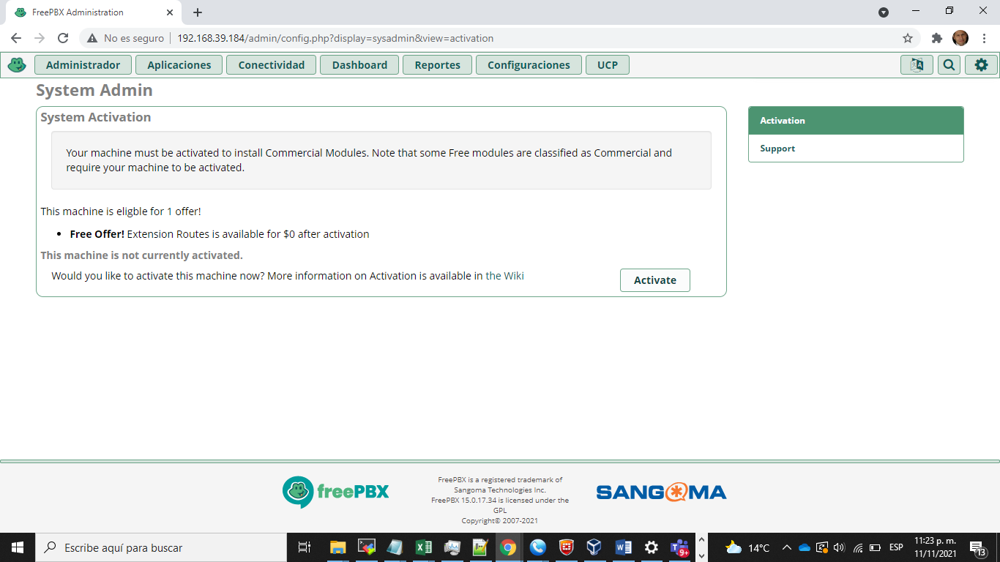 FreePBX Administration
No es seguro
192.168.39.184/admin/config.php?display=sysadmin&view=activation
Administrador
Aplicaciones
Conectividad
Dashboard
Reportes
Configuraciones
UCP
System Admin
System Activation
Your machine must be activated to install Commercial Modules. Note that some Free modules are classified as Commercial and
require your machine to be activated.
This machine is eligble for 1 offer!
Free Offer! Extension Routes is available for $0 after activation
This machine is not currently activated.
Would you like to activate this machine now? More information on Activation is available in the Wiki
Activate
Activation
Support
freePBX
FreePBX is a registered trademark of
Sangoma Technologies Inc.
FreePBX 15.0.17.34 is licensed under the
GPL
Copyright© 2007-2021
SANGOMA
Escribe aquí para buscar
9+
14°C
ESP
11:23 p. m.
11/11/2021
13